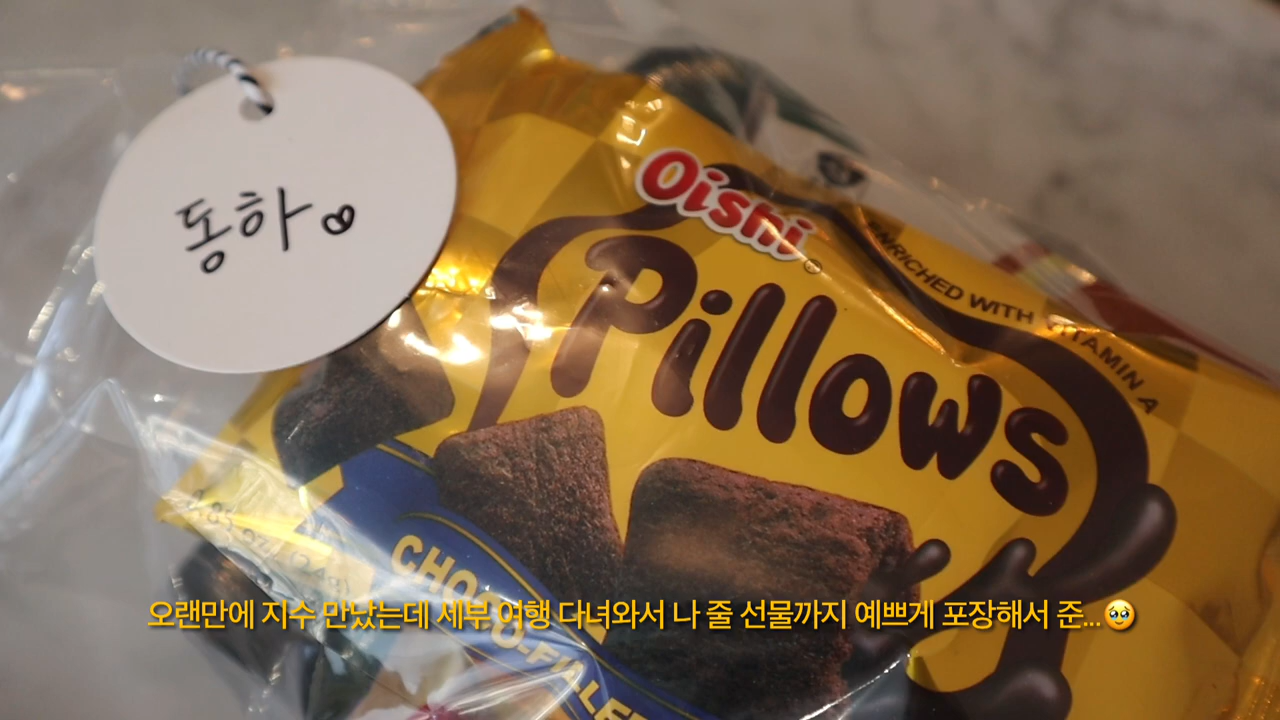 동하♡
Oishi
Pillows
ENRICHED WITH VITAMIN A
CHOCO-FILLED
오랜만에 지수 만났는데 세부 여행 다녀와서 나 줄 선물까지 예쁘게 포장해서 준...🥹